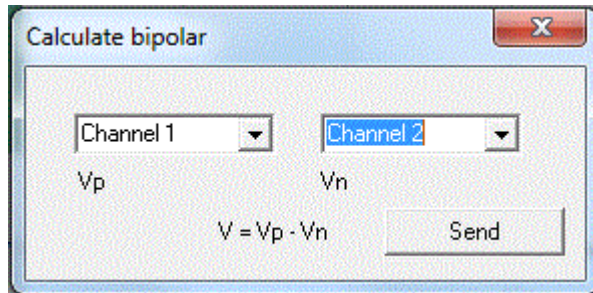 Calculate bipolar
Channel 1 Channel 2
Vp Vn
V = Vp - Vn Send